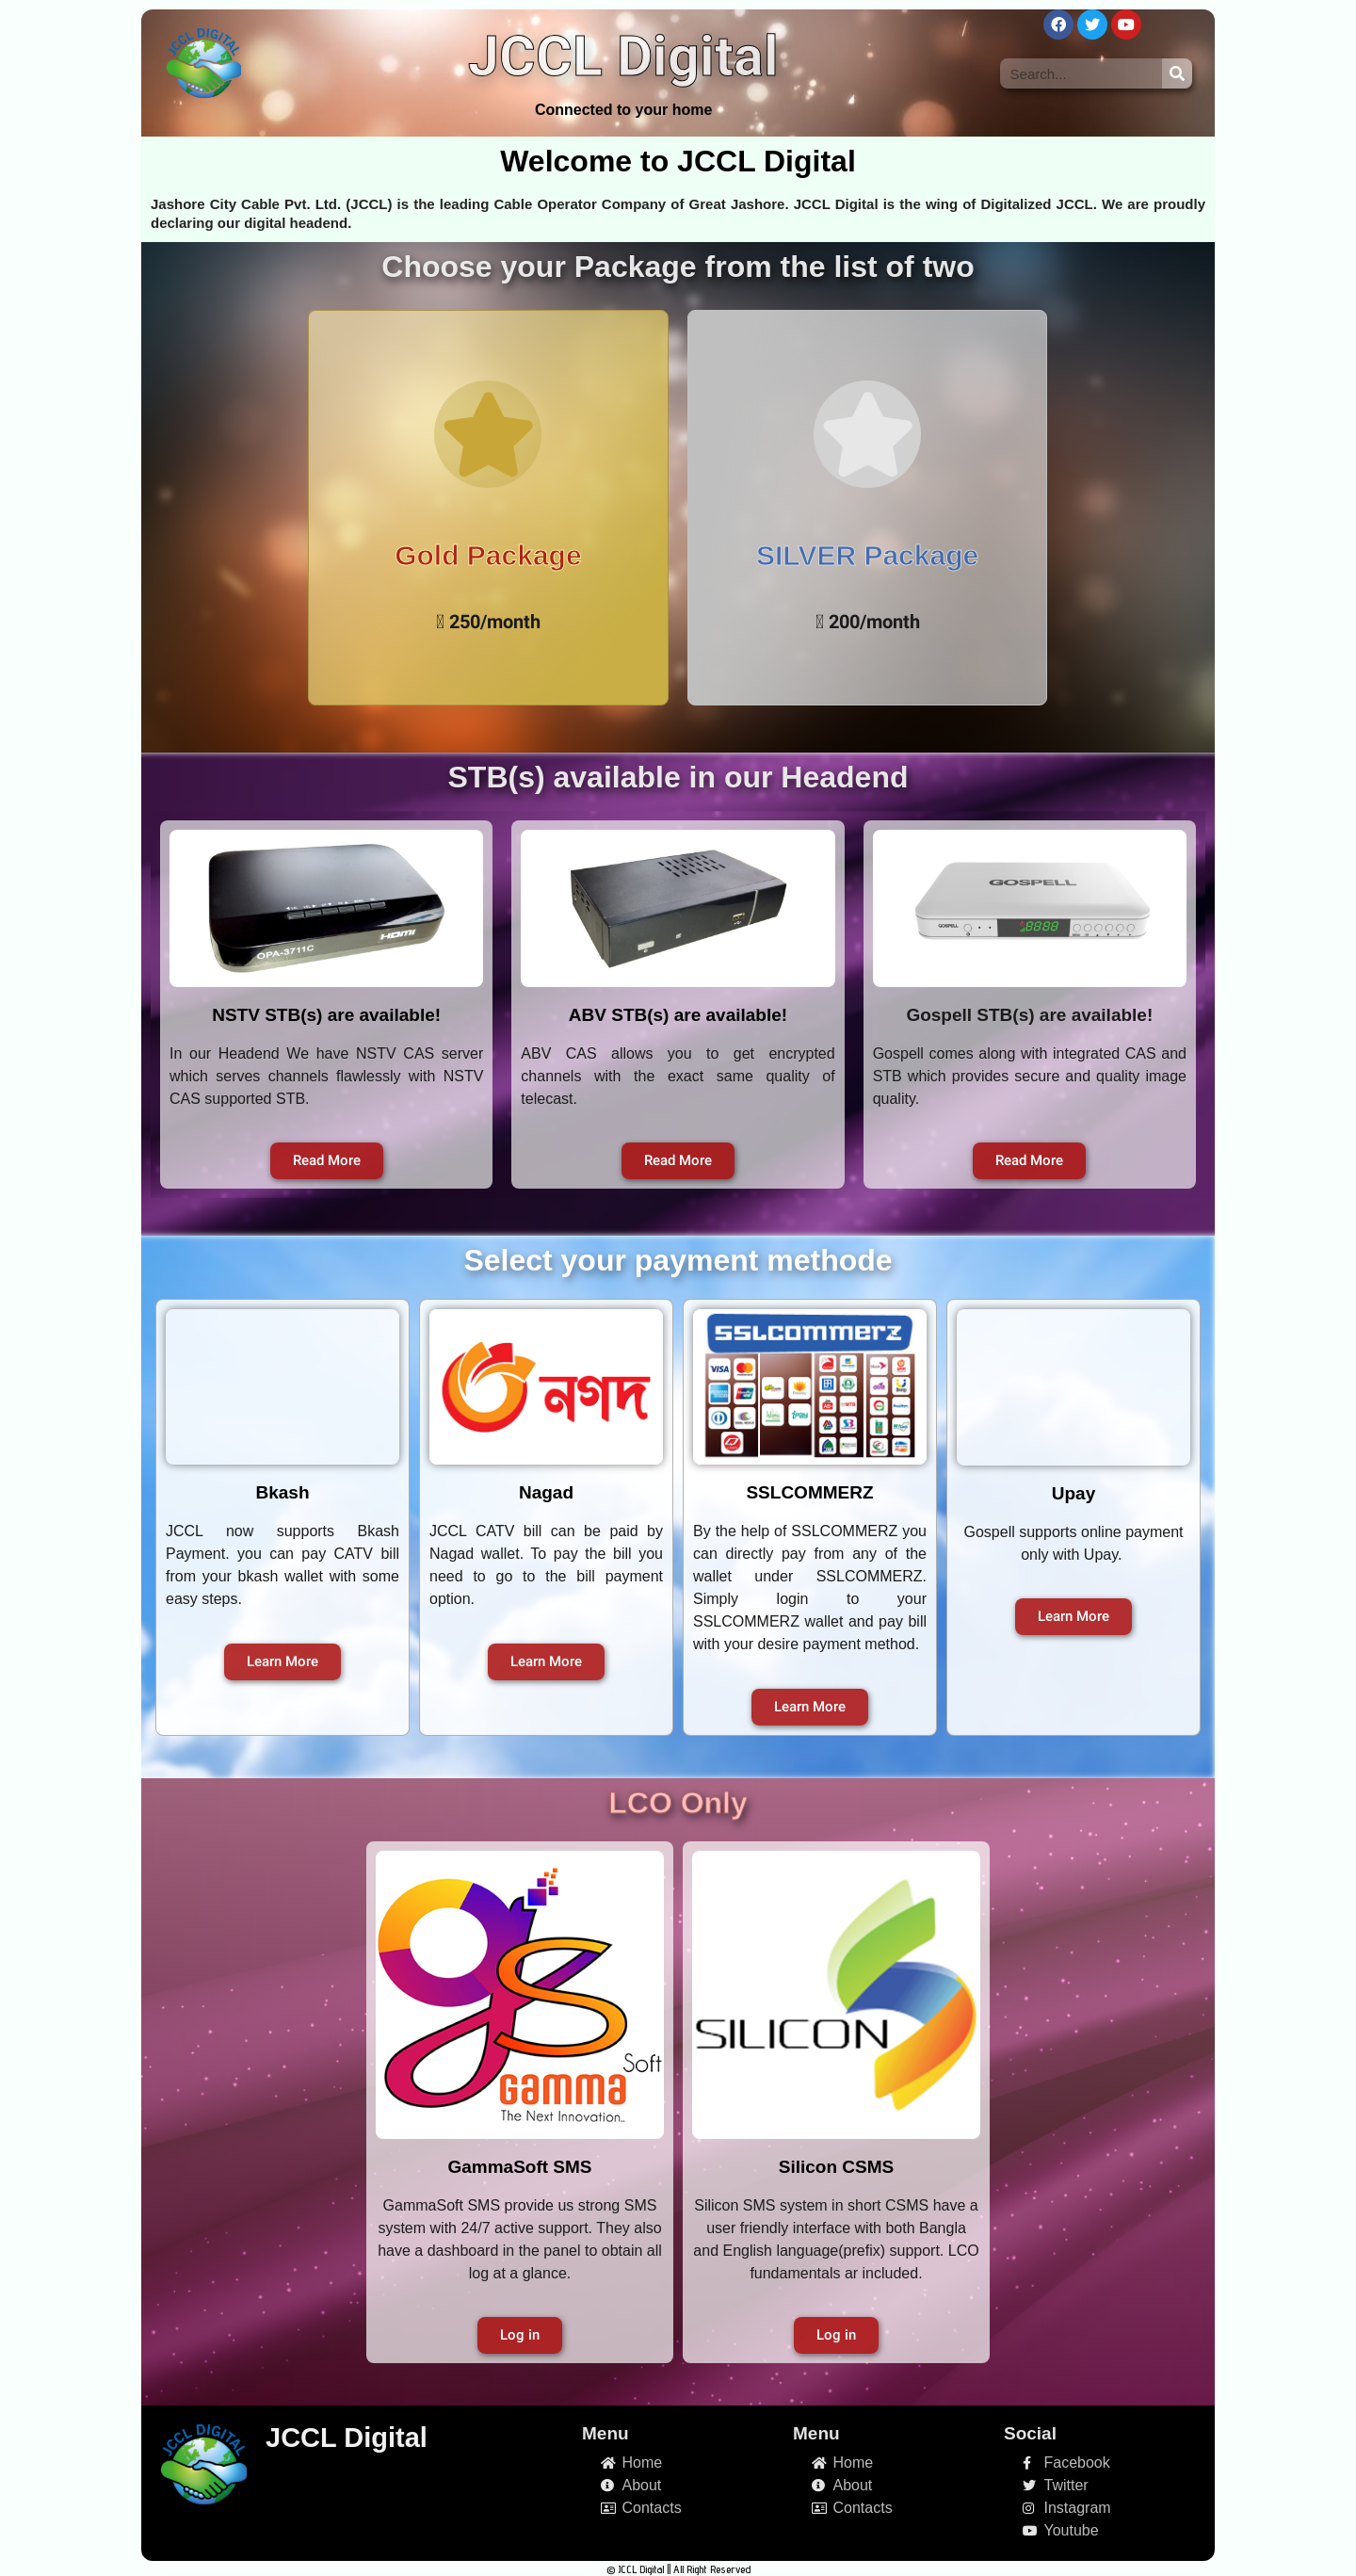 JCCL DIGITAL
JCCL Digital
Connected to your home
Search...
Welcome to JCCL Digital
Jashore City Cable Pvt. Ltd. (JCCL) is the leading Cable Operator Company of Great Jashore. JCCL Digital is the wing of Digitalized JCCL. We are proudly
declaring our digital headend.
Choose your Package from the list of two
Gold Package
250/month
SILVER Package
200/month
STB(s) available in our Headend
HDMI
OPA-3711C
GOSPELL
GOSPELL
8888
NSTV STB(s) are available!
In our Headend We have NSTV CAS server
which serves channels flawlessly with NSTV
CAS supported STB.
Read More
ABV STB(s) are available!
ABV CAS allows you to get encrypted
channels with the exact same quality of
telecast.
Read More
Gospell STB(s) are available!
Gospell comes along with integrated CAS and
STB which provides secure and quality image
quality.
Read More
Select your payment methode
Bkash
JCCL now supports Bkash
Payment. you can pay CATV bill
from your bkash wallet with some
easy steps.
Learn More
নগদ
Nagad
JCCL CATV bill can be paid by
Nagad wallet. To pay the bill you
need to go to the bill payment
option.
Learn More
SSLCOMMERZ
VISA
SSLCOMMERZ
By the help of SSLCOMMERZ you
can directly pay from any of the
wallet under SSLCOMMERZ.
Simply login to your
SSLCOMMERZ wallet and pay bill
with your desire payment method.
Learn More
Upay
Gospell supports online payment
only with Upay.
Learn More
LCO Only
gs
Soft
GAMMA
The Next Innovation..
GammaSoft SMS
GammaSoft SMS provide us strong SMS
system with 24/7 active support. They also
have a dashboard in the panel to obtain all
log at a glance.
Log in
SILICON
Silicon CSMS
Silicon SMS system in short CSMS have a
user friendly interface with both Bangla
and English language(prefix) support. LCO
fundamentals ar included.
Log in
JCCL DIGITAL
JCCL Digital
Menu
Home
About
Contacts
Menu
Home
About
Contacts
Social
Facebook
Twitter
Instagram
Youtube
© JCCL Digital || All Right Reserved